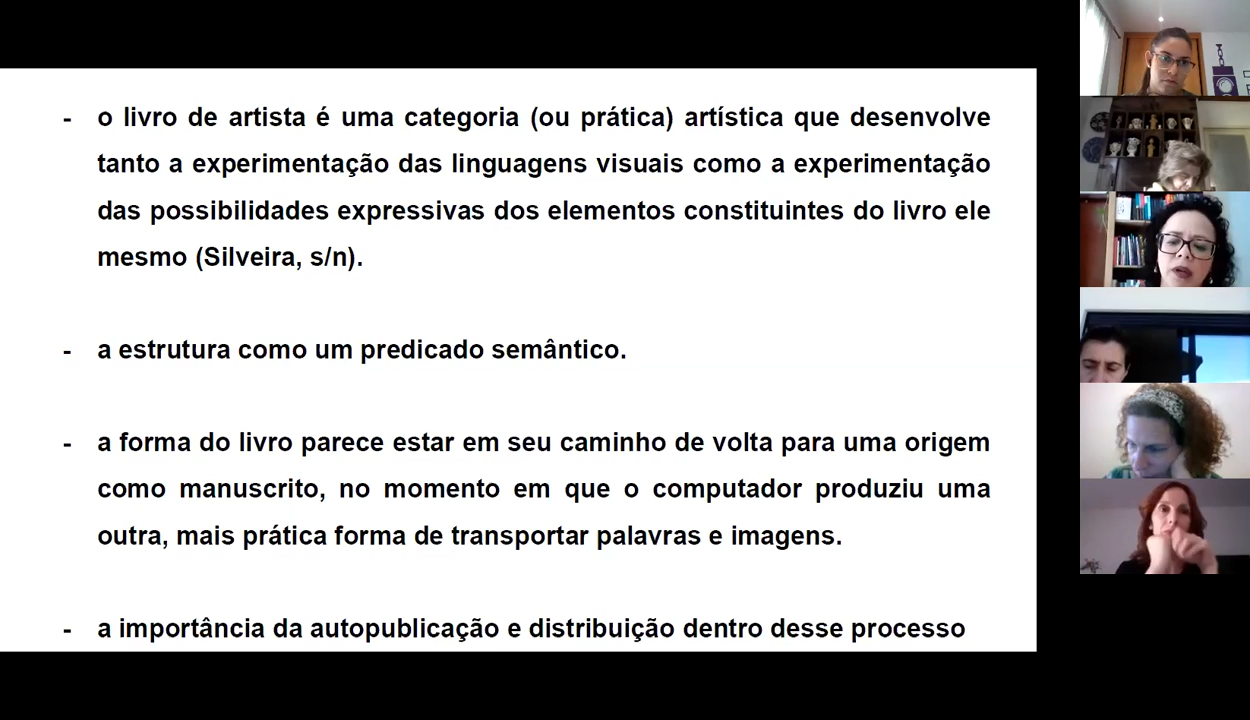 - o livro de artista é uma categoria (ou prática) artística que desenvolve
tanto a experimentação das linguagens visuais como a experimentação
das possibilidades expressivas dos elementos constituintes do livro ele
mesmo (Silveira, s/n).
- a estrutura como um predicado semântico.
- a forma do livro parece estar em seu caminho de volta para uma origem
como manuscrito, no momento em que o computador produziu uma
outra, mais prática forma de transportar palavras e imagens.
- a importância da autopublicação e distribuição dentro desse processo